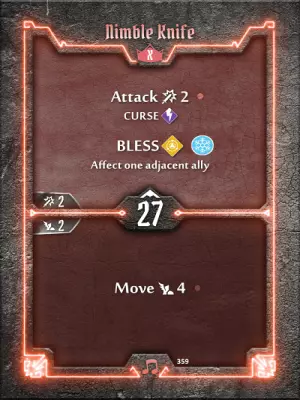 Nimble Knife
X
Attack 2
CURSE
BLESS
Affect one adjacent ally
2
27
2
Move 4
359